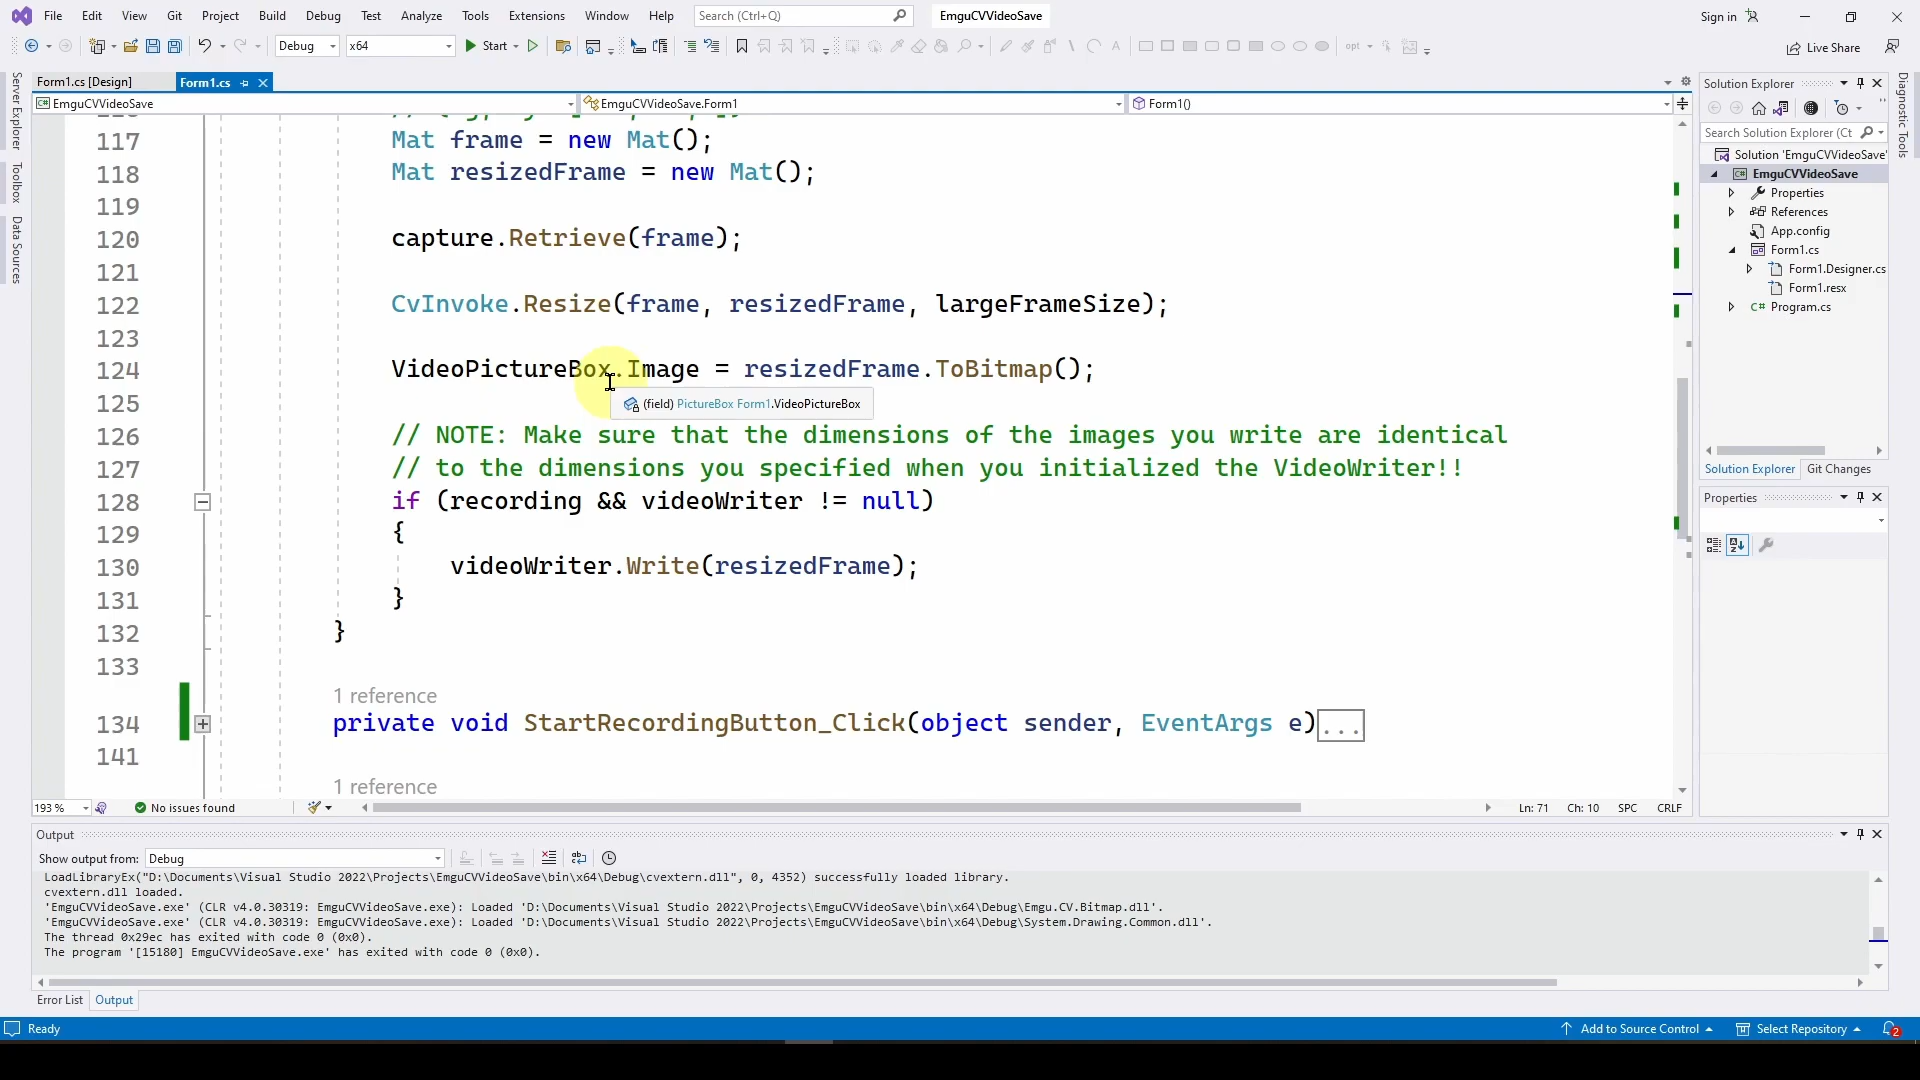 File Edit View Git Project Build Debug Test Analyze Tools Extensions Window Help Search (Ctrl+Q) EmguCVVideoSave Sign in
Debug x64 Start opt Live Share
Form1.cs [Design] Form1.cs
EmguCVVideoSave EmguCVVideoSave.Form1 Form1()
Server Explorer
Toolbox
Data Sources
117 Mat frame = new Mat();
118 Mat resizedFrame = new Mat();
119
120 capture.Retrieve(frame);
121
122 CvInvoke.Resize(frame, resizedFrame, largeFrameSize);
123
124 VideoPictureBox.Image = resizedFrame.ToBitmap();
125
(field) PictureBox Form1.VideoPictureBox
126 // NOTE: Make sure that the dimensions of the images you write are identical
127 // to the dimensions you specified when you initialized the VideoWriter!!
128 if (recording && videoWriter != null)
129 {
130 videoWriter.Write(resizedFrame);
131 }
132 }
133
1 reference
134 private void StartRecordingButton_Click(object sender, EventArgs e)...
141
1 reference
193 % No issues found Ln: 71 Ch: 10 SPC CRLF
Solution Explorer
Search Solution Explorer (Ct
Solution 'EmguCVVideoSave'
EmguCVVideoSave
Properties
References
App.config
Form1.cs
Form1.Designer.cs
Form1.resx
C# Program.cs
Solution Explorer Git Changes
Properties
Diagnostic Tools
Output
Show output from: Debug
LoadLibraryEx("D:\Documents\Visual Studio 2022\Projects\EmguCVVideoSave\bin\x64\Debug\cvextern.dll", 0, 4352) successfully loaded library.
cvextern.dll loaded.
'EmguCVVideoSave.exe' (CLR v4.0.30319: EmguCVVideoSave.exe): Loaded 'D:\Documents\Visual Studio 2022\Projects\EmguCVVideoSave\bin\x64\Debug\Emgu.CV.Bitmap.dll'.
'EmguCVVideoSave.exe' (CLR v4.0.30319: EmguCVVideoSave.exe): Loaded 'D:\Documents\Visual Studio 2022\Projects\EmguCVVideoSave\bin\x64\Debug\System.Drawing.Common.dll'.
The thread 0x29ec has exited with code 0 (0x0).
The program '[15180] EmguCVVideoSave.exe' has exited with code 0 (0x0).
Error List Output
Ready Add to Source Control Select Repository 2